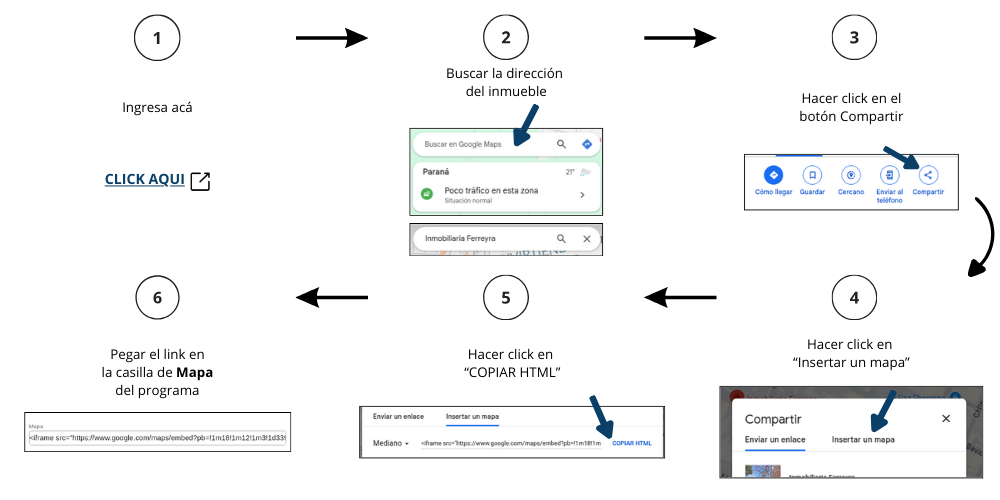 1
Ingresa acá
CLICK AQUI
2
Buscar la dirección
del inmueble
Buscar en Google Maps
Paraná
21°
Poco tráfico en esta zona
Situación normal
Inmobiliaria Ferreyra
3
Hacer click en el
botón Compartir
Cómo llegar
Guardar
Cercano
Enviar al
teléfono
Compartir
4
Hacer click en
“Insertar un mapa”
Compartir
Enviar un enlace
Insertar un mapa
Inmobiliaria Ferreyra
5
Hacer click en
“COPIAR HTML”
Enviar un enlace
Insertar un mapa
Mediano
<iframe src="https://www.google.com/maps/embed?pb=!1m18!1m
COPIAR HTML
6
Pegar el link en
la casilla de Mapa
del programa
Mapa
<iframe src="https://www.google.com/maps/embed?pb=!1m18!1m12!1m3!1d339